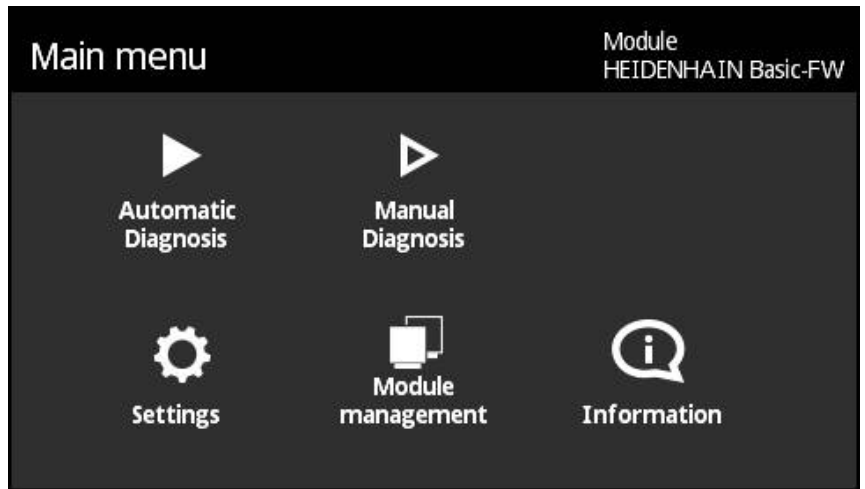 Main menu
Module
HEIDENHAIN Basic-FW
Automatic
Diagnosis
Manual
Diagnosis
Settings
Module
management
Information